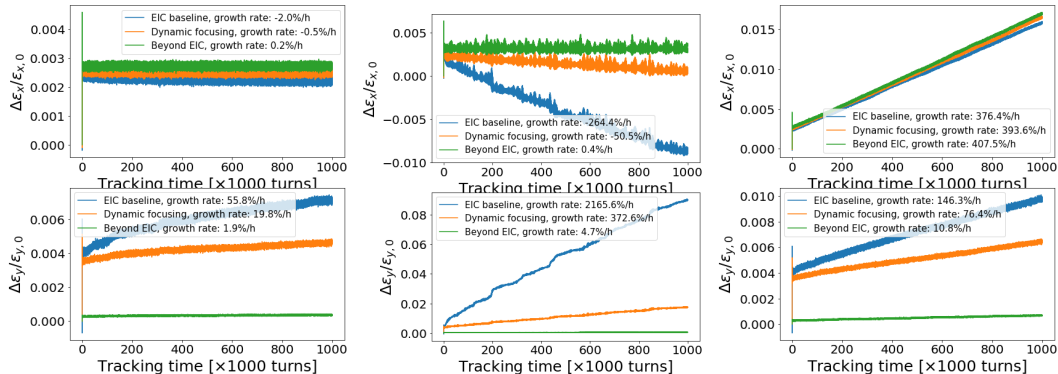 EIC baseline, growth rate: -2.0%/h
Dynamic focusing, growth rate: -0.5%/h
Beyond EIC, growth rate: 0.2%/h
Δεx/εx, 0
0.004
0.003
0.002
0.001
0.000
0 200 400 600 800 1000
Tracking time [×1000 turns]
EIC baseline, growth rate: -264.4%/h
Dynamic focusing, growth rate: -50.5%/h
Beyond EIC, growth rate: 0.4%/h
Δεx/εx, 0
0.005
0.000
−0.005
−0.010
0 200 400 600 800 1000
Tracking time [×1000 turns]
EIC baseline, growth rate: 376.4%/h
Dynamic focusing, growth rate: 393.6%/h
Beyond EIC, growth rate: 407.5%/h
Δεx/εx, 0
0.015
0.010
0.005
0.000
0 200 400 600 800 1000
Tracking time [×1000 turns]
EIC baseline, growth rate: 55.8%/h
Dynamic focusing, growth rate: 19.8%/h
Beyond EIC, growth rate: 1.9%/h
Δεy/εy, 0
0.006
0.004
0.002
0.000
0 200 400 600 800 1000
Tracking time [×1000 turns]
EIC baseline, growth rate: 2165.6%/h
Dynamic focusing, growth rate: 372.6%/h
Beyond EIC, growth rate: 4.7%/h
Δεy/εy, 0
0.08
0.06
0.04
0.02
0.00
0 200 400 600 800 1000
Tracking time [×1000 turns]
EIC baseline, growth rate: 146.3%/h
Dynamic focusing, growth rate: 76.4%/h
Beyond EIC, growth rate: 10.8%/h
Δεy/εy, 0
0.010
0.008
0.006
0.004
0.002
0.000
0 200 400 600 800 1000
Tracking time [×1000 turns]